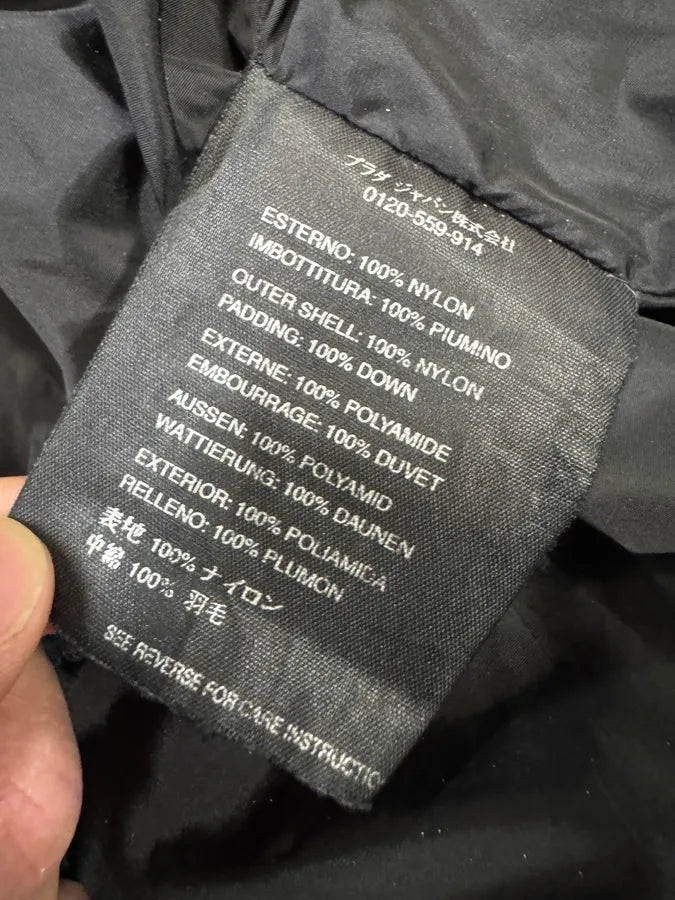 プラダ ジャパン株式会社
0120-559-914
ESTERNO: 100% NYLON
IMBOTTITURA: 100% PIUMINO
OUTER SHELL: 100% NYLON
PADDING: 100% DOWN
EXTERNE: 100% POLYAMIDE
EMBOURRAGE: 100% DUVET
AUSSEN: 100% POLYAMID
WATTIERUNG: 100% DAUNEN
EXTERIOR: 100% POLIAMIDA
RELLENO: 100% PLUMON
表地 100% ナイロン
中綿 100% 羽毛
SEE REVERSE FOR CARE INSTRUCTIO